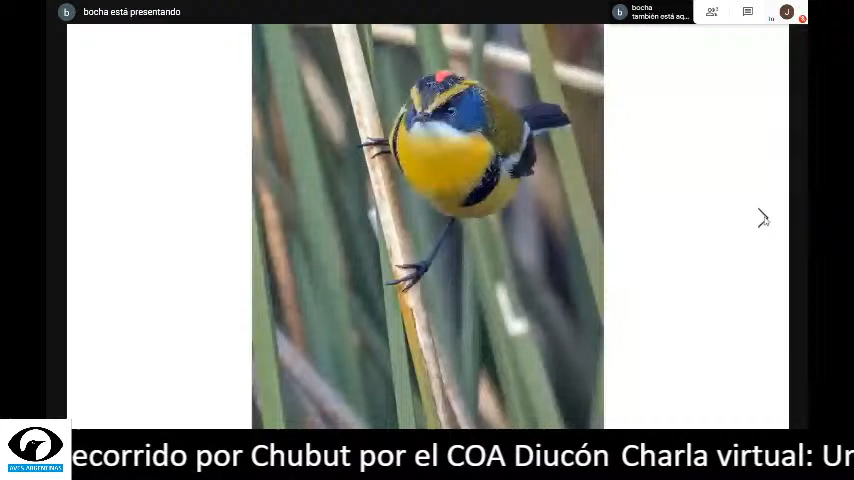 b bocha está presentando
b bocha
también está aq...
Tu
J
AVES ARGENTINAS
ecorrido por Chubut por el COA Diucón Charla virtual: Un